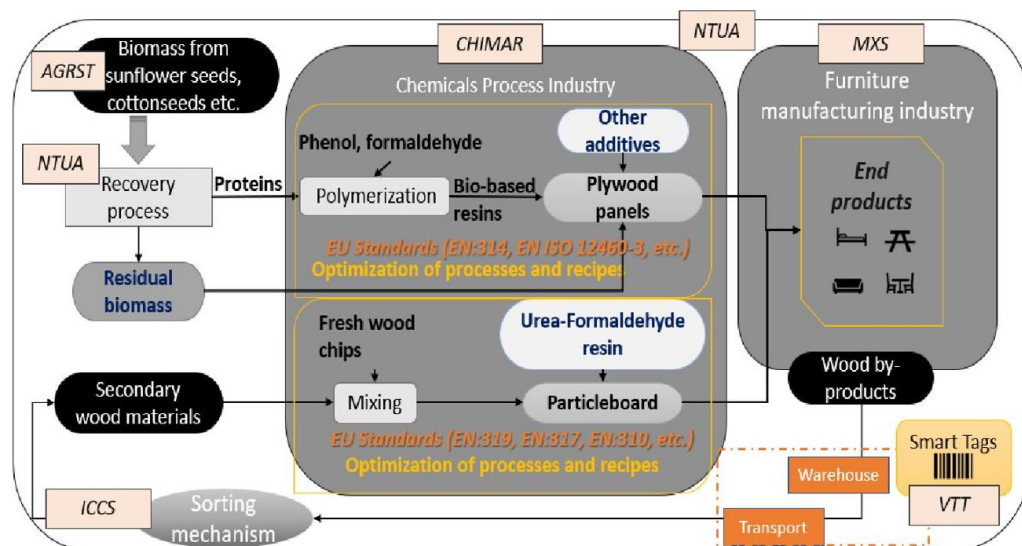 AGRST
Biomass from
sunflower seeds,
cottonseeds etc.
CHIMAR
NTUA
MXS
Chemicals Process Industry
Furniture
manufacturing industry
NTUA
Recovery
process
Proteins
Phenol, formaldehyde
Polymerization
Bio-based
resins
Other
additives
Plywood
panels
End
products
EU Standards (EN:314, EN ISO 12460-3, etc.)
Optimization of processes and recipes
Residual
biomass
Fresh wood
chips
Urea-Formaldehyde
resin
Secondary
wood materials
Mixing
Particleboard
EU Standards (EN:319, EN:317, EN:310, etc.)
Optimization of processes and recipes
Wood by-
products
Smart Tags
Warehouse
VTT
Transport
ICCS
Sorting
mechanism